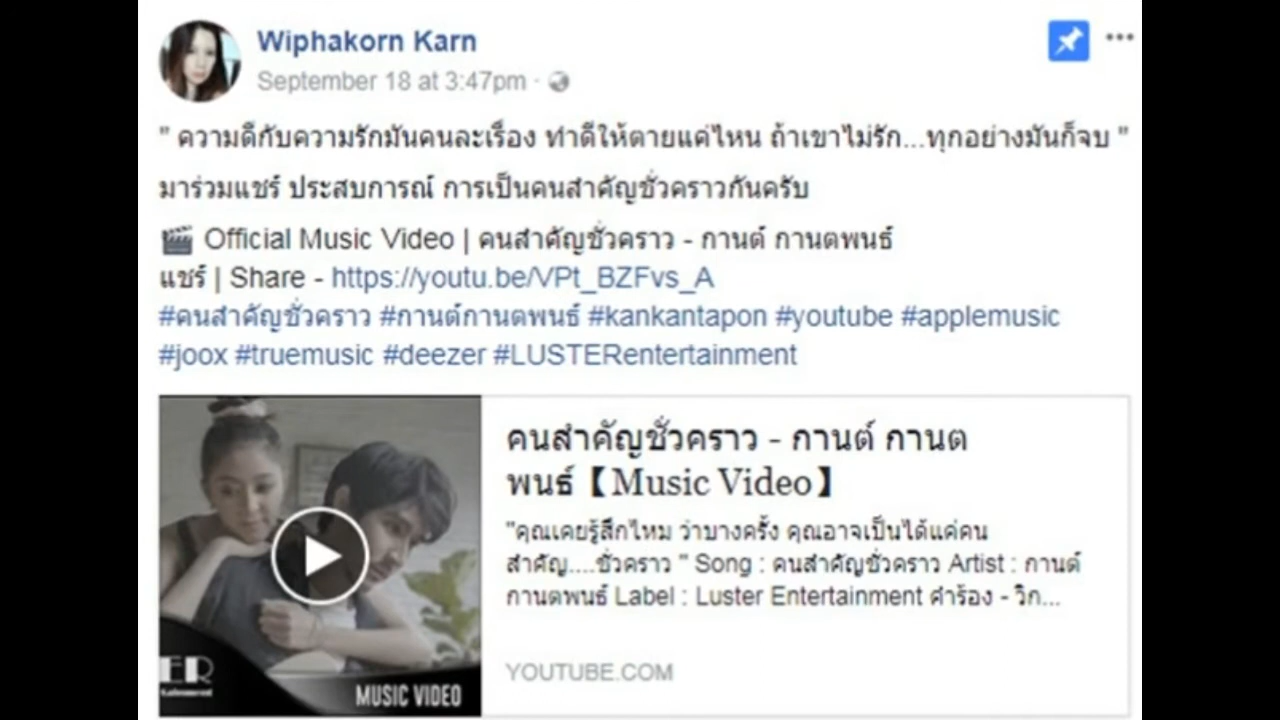 Wiphakorn Karn
September 18 at 3:47pm ·
" ความดีกับความรักมันคนละเรื่อง ทำดีให้ตายแค่ไหน ถ้าเขาไม่รัก...ทุกอย่างมันก็จบ "
มาร่วมแชร์ ประสบการณ์ การเป็นคนสำคัญชั่วคราวกันครับ
🎬 Official Music Video | คนสำคัญชั่วคราว - กานต์ กานตพนธ์
แชร์ | Share - https://youtu.be/VPt_BZFvs_A
#คนสำคัญชั่วคราว #กานต์กานตพนธ์ #kankantapon #youtube #applemusic
#joox #truemusic #deezer #LUSTERentertainment
คนสำคัญชั่วคราว - กานต์ กานต
พนธ์【Music Video】
"คุณเคยรู้สึกไหม ว่าบางครั้ง คุณอาจเป็นได้แค่คน
สำคัญ....ชั่วคราว " Song : คนสำคัญชั่วคราว Artist : กานต์
กานตพนธ์ Label : Luster Entertainment คำร้อง - วิก...
YOUTUBE.COM
ER
tainment
MUSIC VIDEO